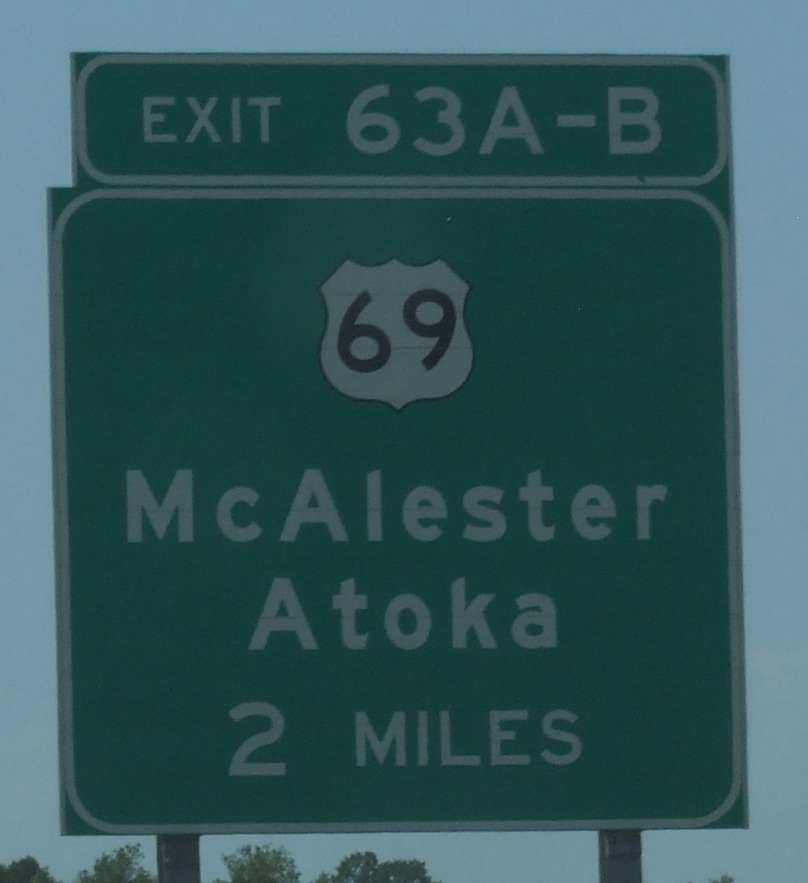 EXIT 63A-B
69
McAlester
Atoka
2 MILES